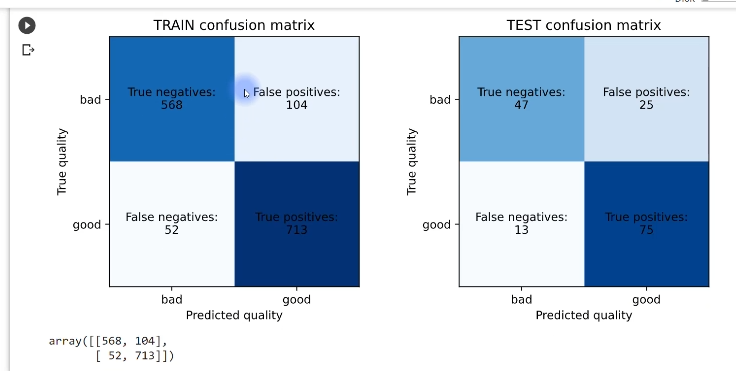 TRAIN confusion matrix
TEST confusion matrix
True quality
bad
good
True negatives:
568
False positives:
104
False negatives:
52
True positives:
713
bad
good
Predicted quality
True quality
bad
good
True negatives:
47
False positives:
25
False negatives:
13
True positives:
75
bad
good
Predicted quality
array([[568, 104],
       [ 52, 713]])